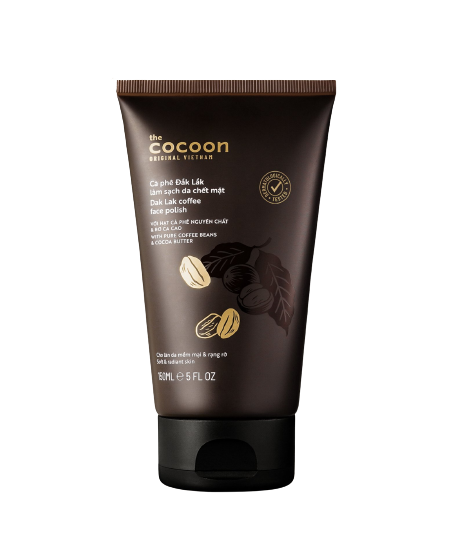 the
cocoon
ORIGINAL VIETNAM
Cà phê Đắk Lắk
làm sạch da chết mặt
Dak Lak coffee
face polish
VỚI HẠT CÀ PHÊ NGUYÊN CHẤT
& BƠ CA CAO
WITH PURE COFFEE BEANS
& COCOA BUTTER
DERMATOLOGICALLY
TESTED
Cho làn da mềm mại & rạng rỡ
Soft & radiant skin
150ML ℮ 5 FL OZ